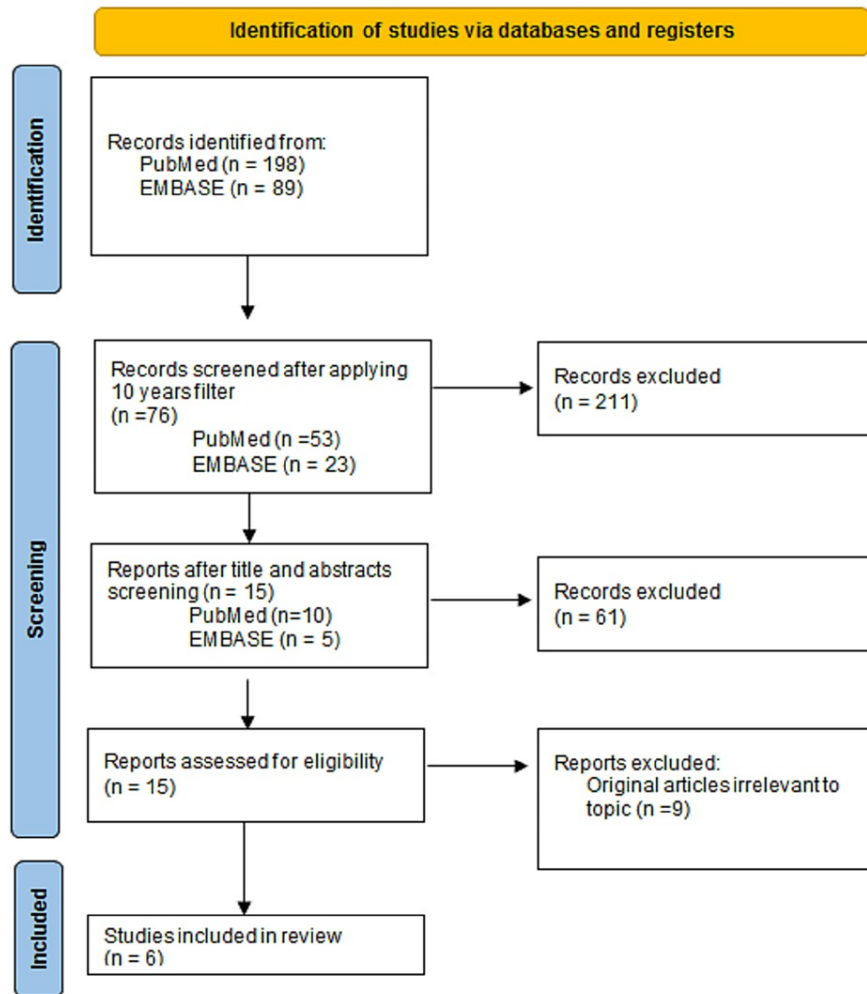 Identification of studies via databases and registers
Identification
Records identified from:
PubMed (n = 198)
EMBASE (n = 89)
Screening
Records screened after applying
10 years filter
(n =76)
PubMed (n =53)
EMBASE (n = 23)
Records excluded
(n = 211)
Reports after title and abstracts
screening (n = 15)
PubMed (n=10)
EMBASE (n = 5)
Records excluded
(n = 61)
Reports assessed for eligibility
(n = 15)
Reports excluded:
Original articles irrelevant to
topic (n =9)
Included
Studies included in review
(n = 6)